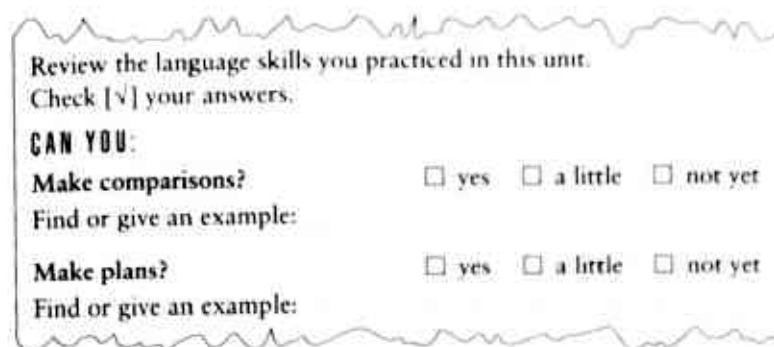 Review the language skills you practiced in this unit.
Check [√] your answers.
CAN YOU:
Make comparisons? □ yes □ a little □ not yet
Find or give an example:
Make plans? □ yes □ a little □ not yet
Find or give an example: